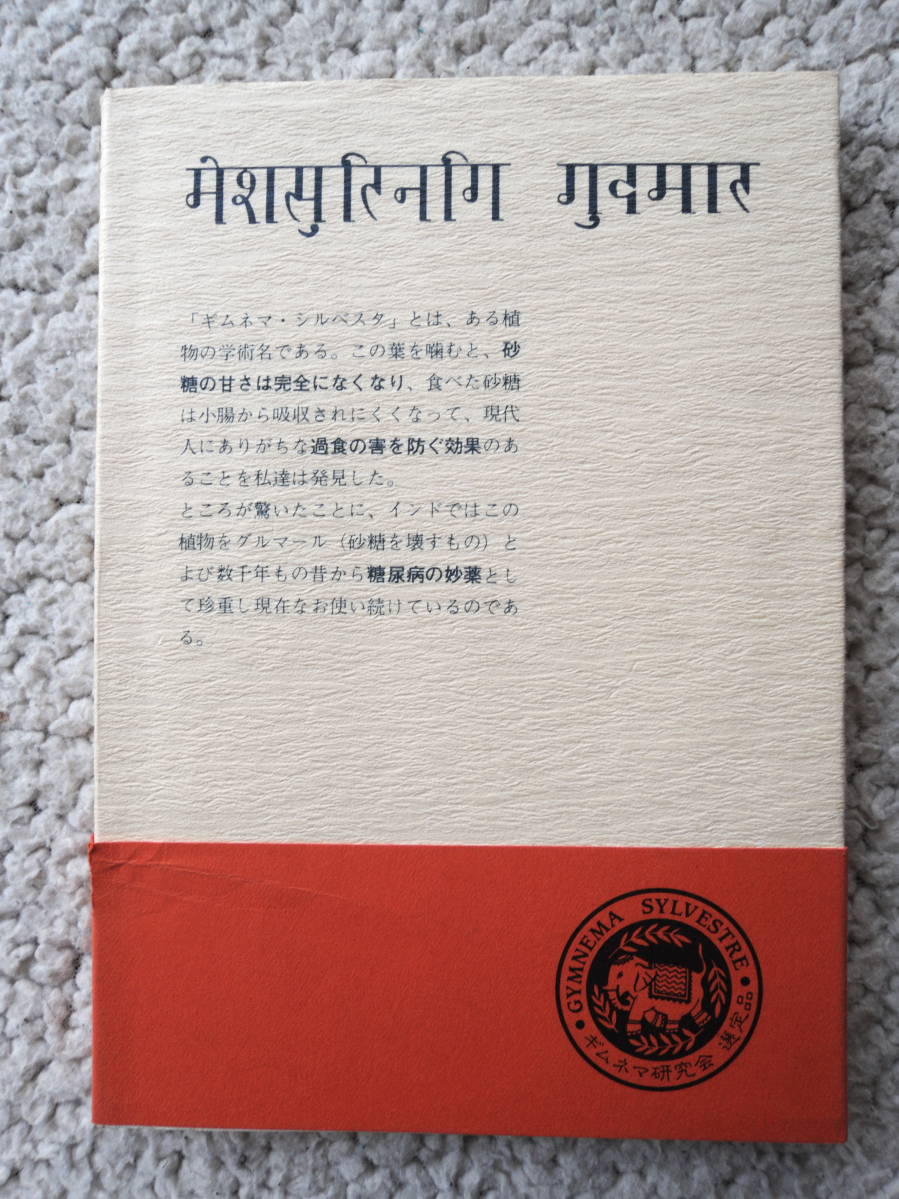 मेशसुरिनगि गुदमार
「ギムネマ・シルベスタ」とは、ある植
物の学術名である。この葉を噛むと、砂
糖の甘さは完全になくなり、食べた砂糖
は小腸から吸収されにくくなって、現代
人にありがちな過食の害を防ぐ効果のあ
ることを私達は発見した。
ところが驚いたことに、インドではこの
植物をグルマール（砂糖を壊すもの）と
よび数千年もの昔から糖尿病の妙薬とし
て珍重し現在なお使い続けているのであ
る。
GYMNEMA SYLVESTRE
ギムネマ研究会 選定品